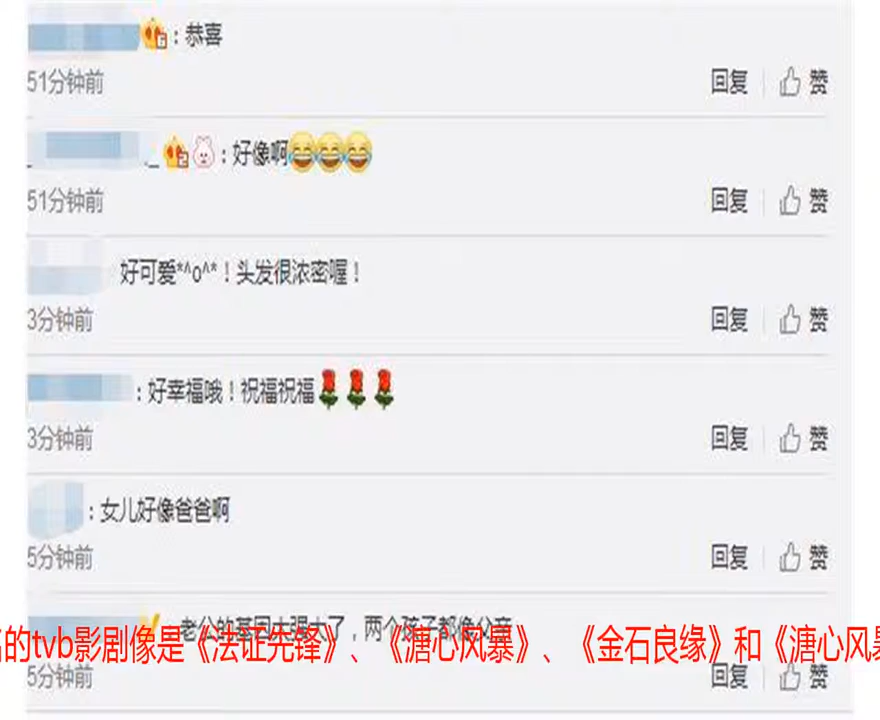 ：恭喜
51分钟前 回复 赞
：好像啊
51分钟前 回复 赞
好可爱*^o^*！头发很浓密喔！
3分钟前 回复 赞
：好幸福哦！祝福祝福
3分钟前 回复 赞
：女儿好像爸爸啊
5分钟前 回复 赞
：老公的基因太强大了，两个孩子都像父亲
的tvb影剧像是《法证先锋》、《溏心风暴》、《金石良缘》和《溏心风暴
5分钟前 回复 赞